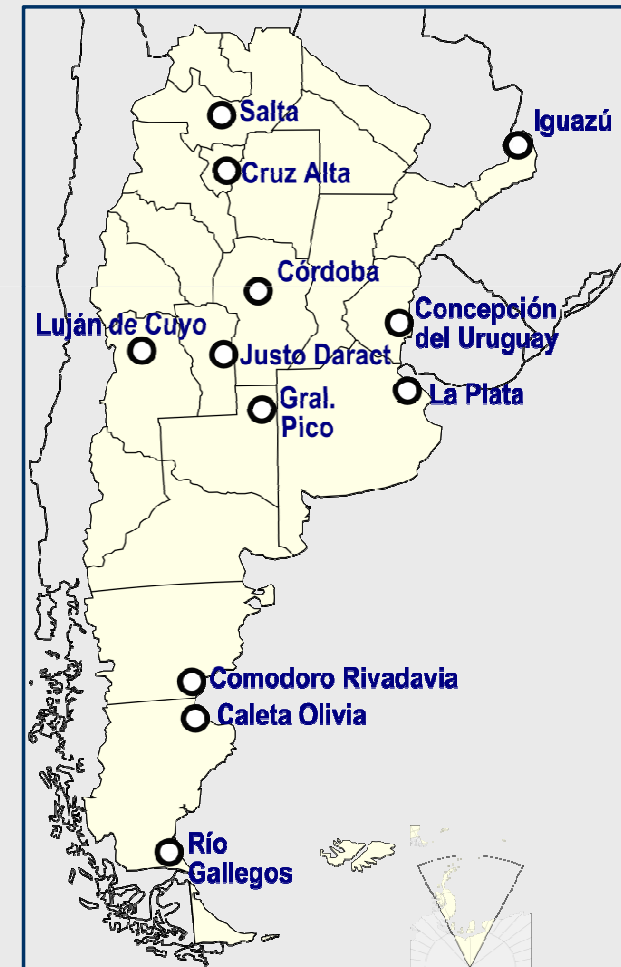 Salta
Iguazú
Cruz Alta
Córdoba
Concepción
del Uruguay
Luján de Cuyo
Justo Daract
La Plata
Gral.
Pico
Comodoro Rivadavia
Caleta Olivia
Río
Gallegos